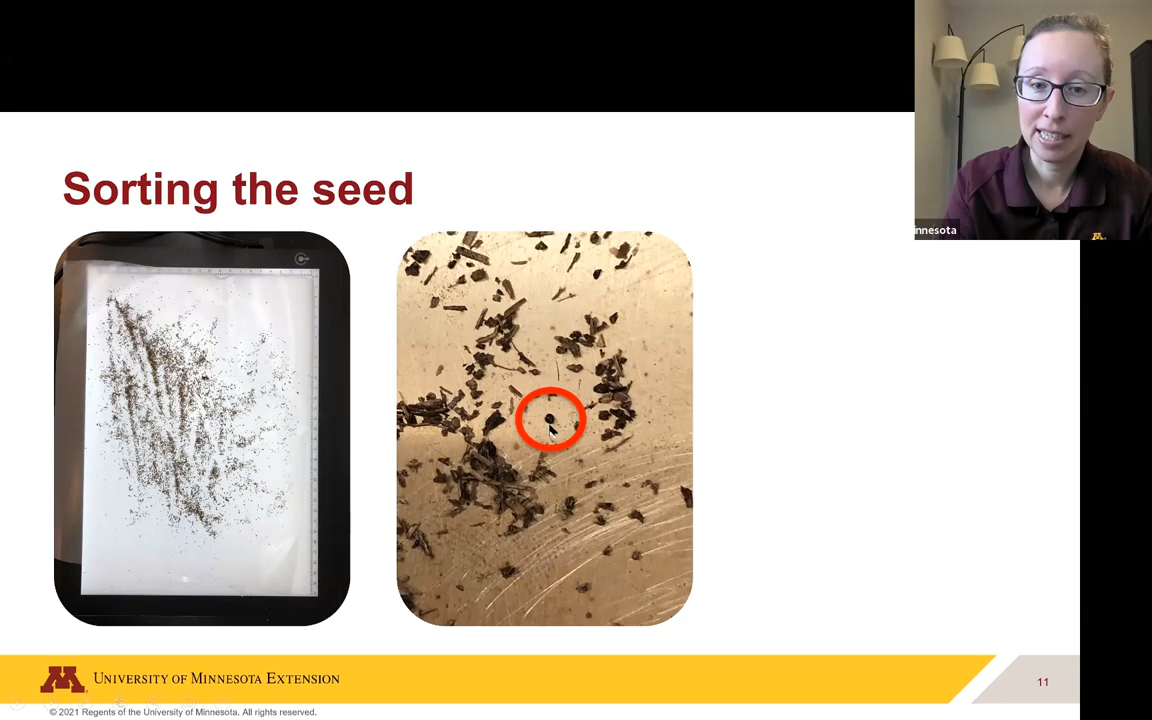 innesota
Sorting the seed
UNIVERSITY OF MINNESOTA EXTENSION
11
© 2021 Regents of the University of Minnesota. All rights reserved.